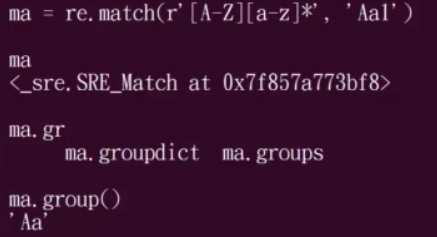 ma = re.match(r'[A-Z][a-z]*', 'Aa1')
ma
<_sre.SRE_Match at 0x7f857a773bf8>
ma.gr
ma.groupdict ma.groups
ma.group()
'Aa'